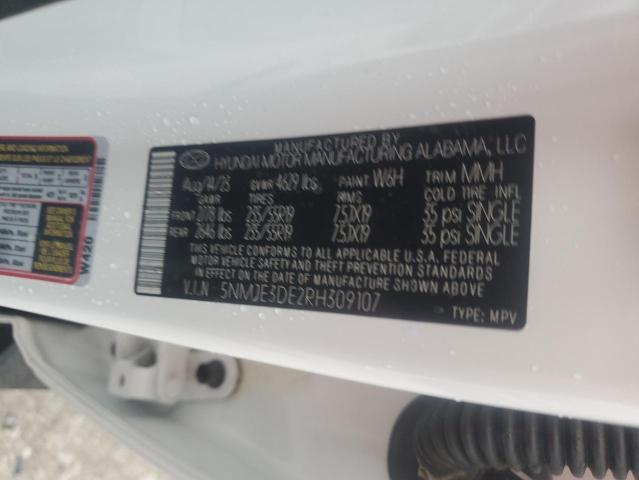 MANUFACTURED BY
HYUNDAI MOTOR MANUFACTURING ALABAMA, LLC
Aug/14/23 GVWR 4629 lbs. PAINT W6H TRIM MMH
GAWR TIRES RIMS COLD TIRE INFL
FRONT 2778 lbs 235/55R19 7.5JX19 35 psi SINGLE
REAR 2646 lbs 235/55R19 7.5JX19 35 psi SINGLE
THIS VEHICLE CONFORMS TO ALL APPLICABLE U.S.A. FEDERAL
MOTOR VEHICLE SAFETY AND THEFT PREVENTION STANDARDS
IN EFFECT ON THE DATE OF MANUFACTURE SHOWN ABOVE.
V.I.N : 5NMJE3DE2RH309107
TYPE: MPV
W420